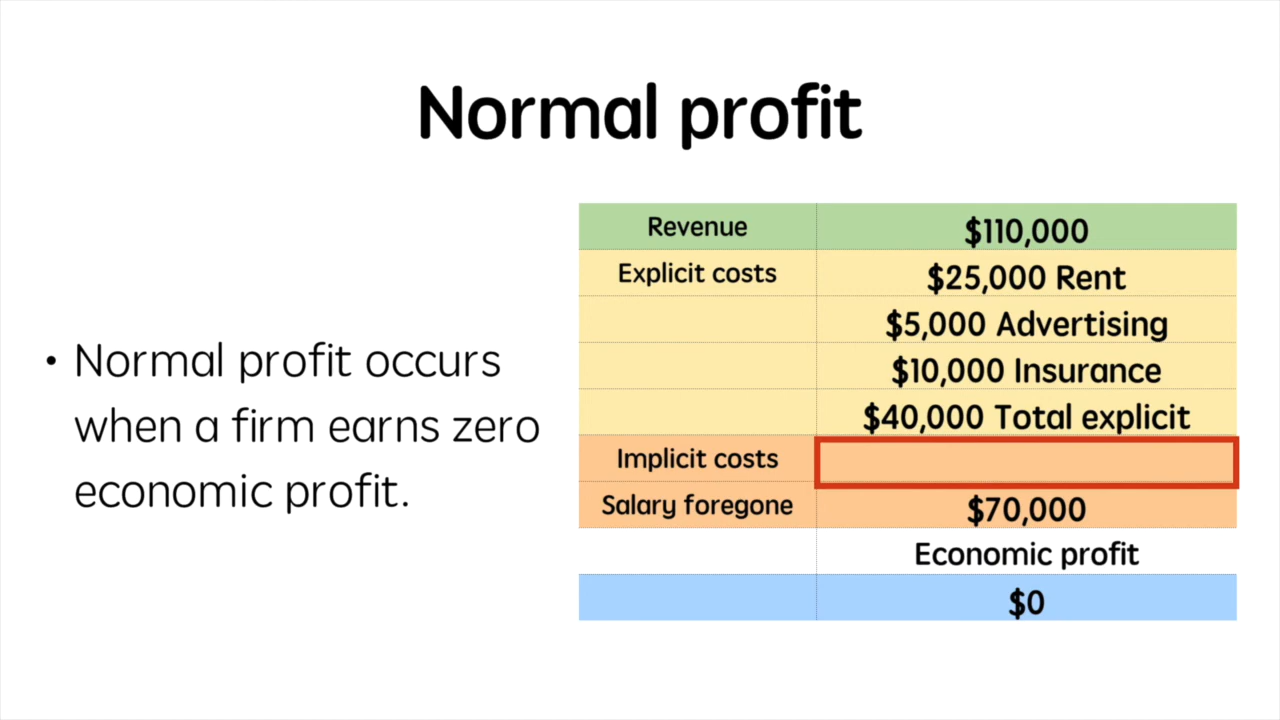 Normal profit
• Normal profit occurs
when a firm earns zero
economic profit.
Revenue $110,000
Explicit costs $25,000 Rent
$5,000 Advertising
$10,000 Insurance
$40,000 Total explicit
Implicit costs
Salary foregone $70,000
Economic profit
$0